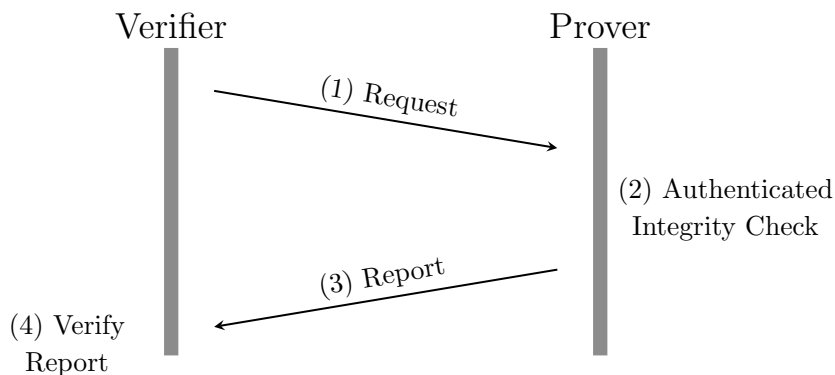 Verifier
Prover
(1) Request
(2) Authenticated
Integrity Check
(3) Report
(4) Verify
Report